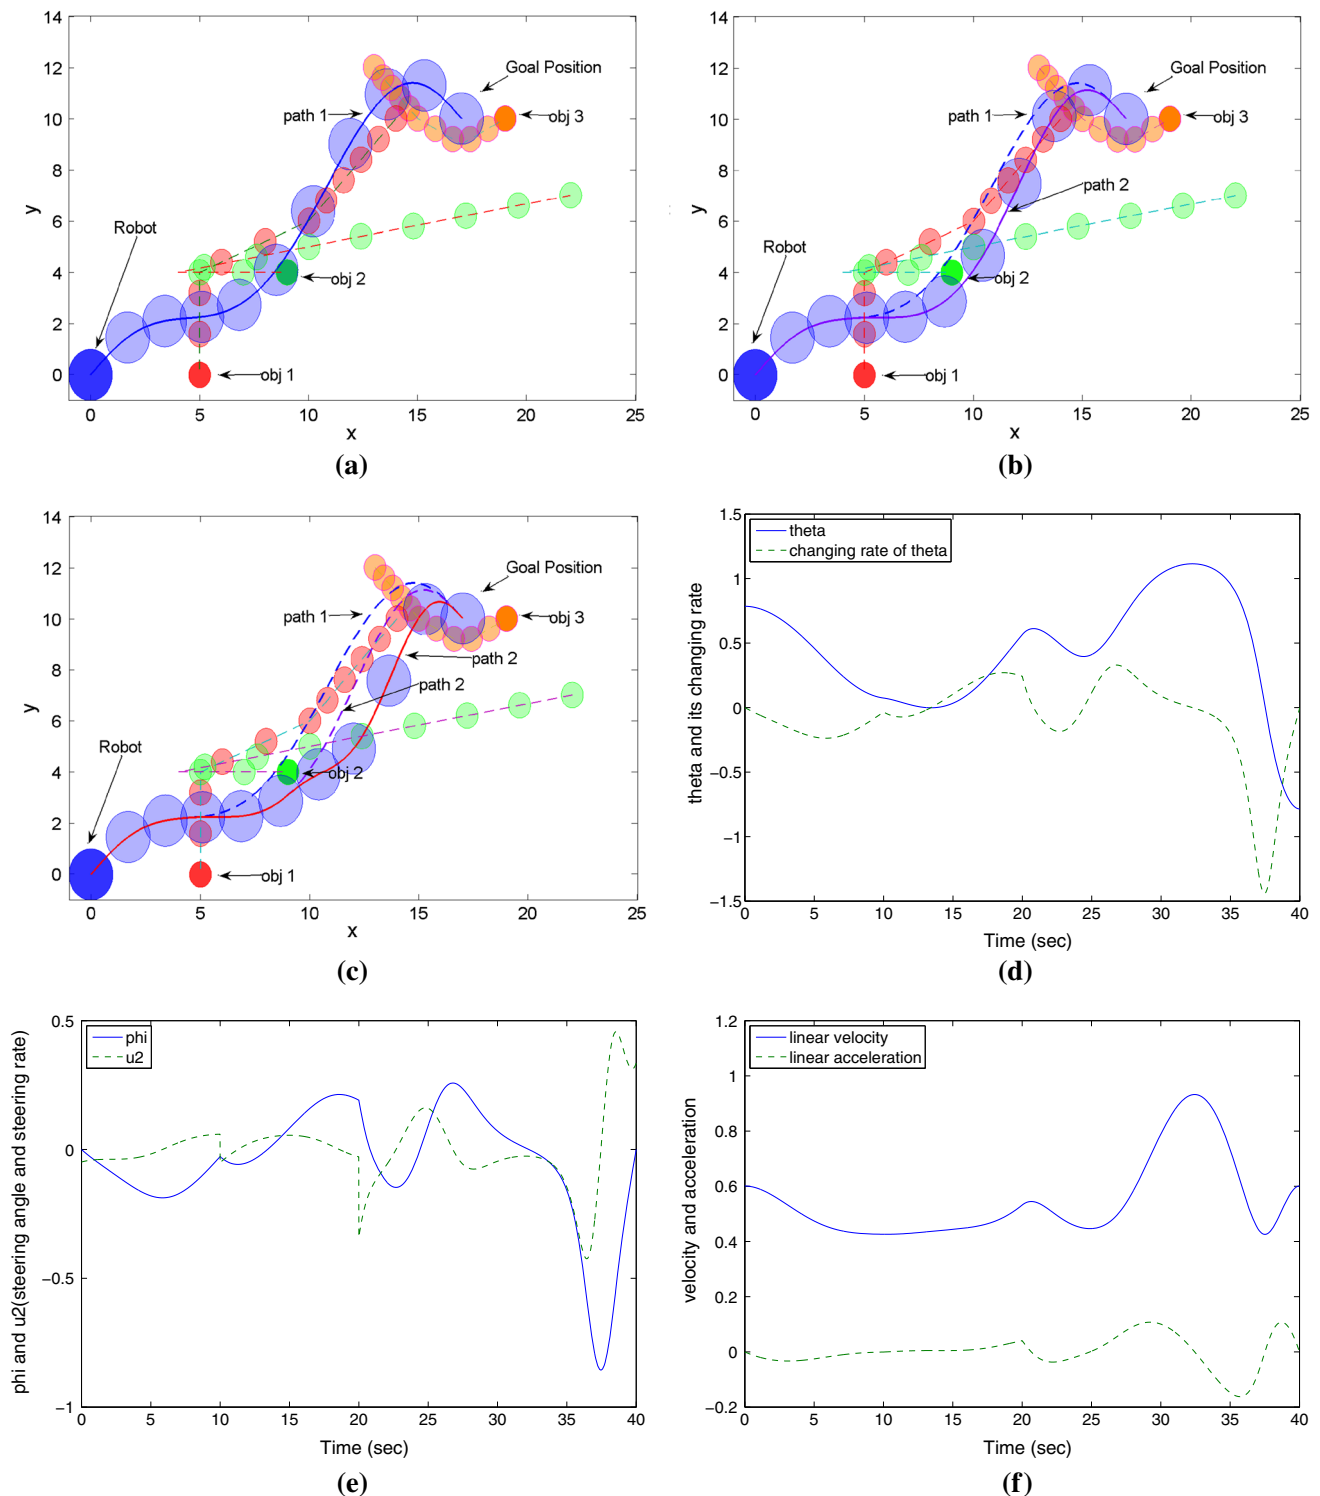 14
12
10
8
6
4
2
0
y
0
5
10
15
20
25
x
Robot
path 1
Goal Position
obj 3
obj 2
obj 1
(a)
14
12
10
8
6
4
2
0
y
0
5
10
15
20
25
x
Robot
path 1
Goal Position
obj 3
path 2
obj 2
obj 1
(b)
14
12
10
8
6
4
2
0
y
0
5
10
15
20
25
x
Robot
path 1
Goal Position
obj 3
path 2
path 2
obj 2
obj 1
(c)
1.5
1
0.5
0
−0.5
−1
−1.5
theta and its changing rate
theta
changing rate of theta
0
5
10
15
20
25
30
35
40
Time (sec)
(d)
0.5
0
−0.5
−1
phi and u2(steering angle and steering rate)
phi
u2
0
5
10
15
20
25
30
35
40
Time (sec)
(e)
1.2
1
0.8
0.6
0.4
0.2
0
−0.2
velocity and acceleration
linear velocity
linear acceleration
0
5
10
15
20
25
30
35
40
Time (sec)
(f)